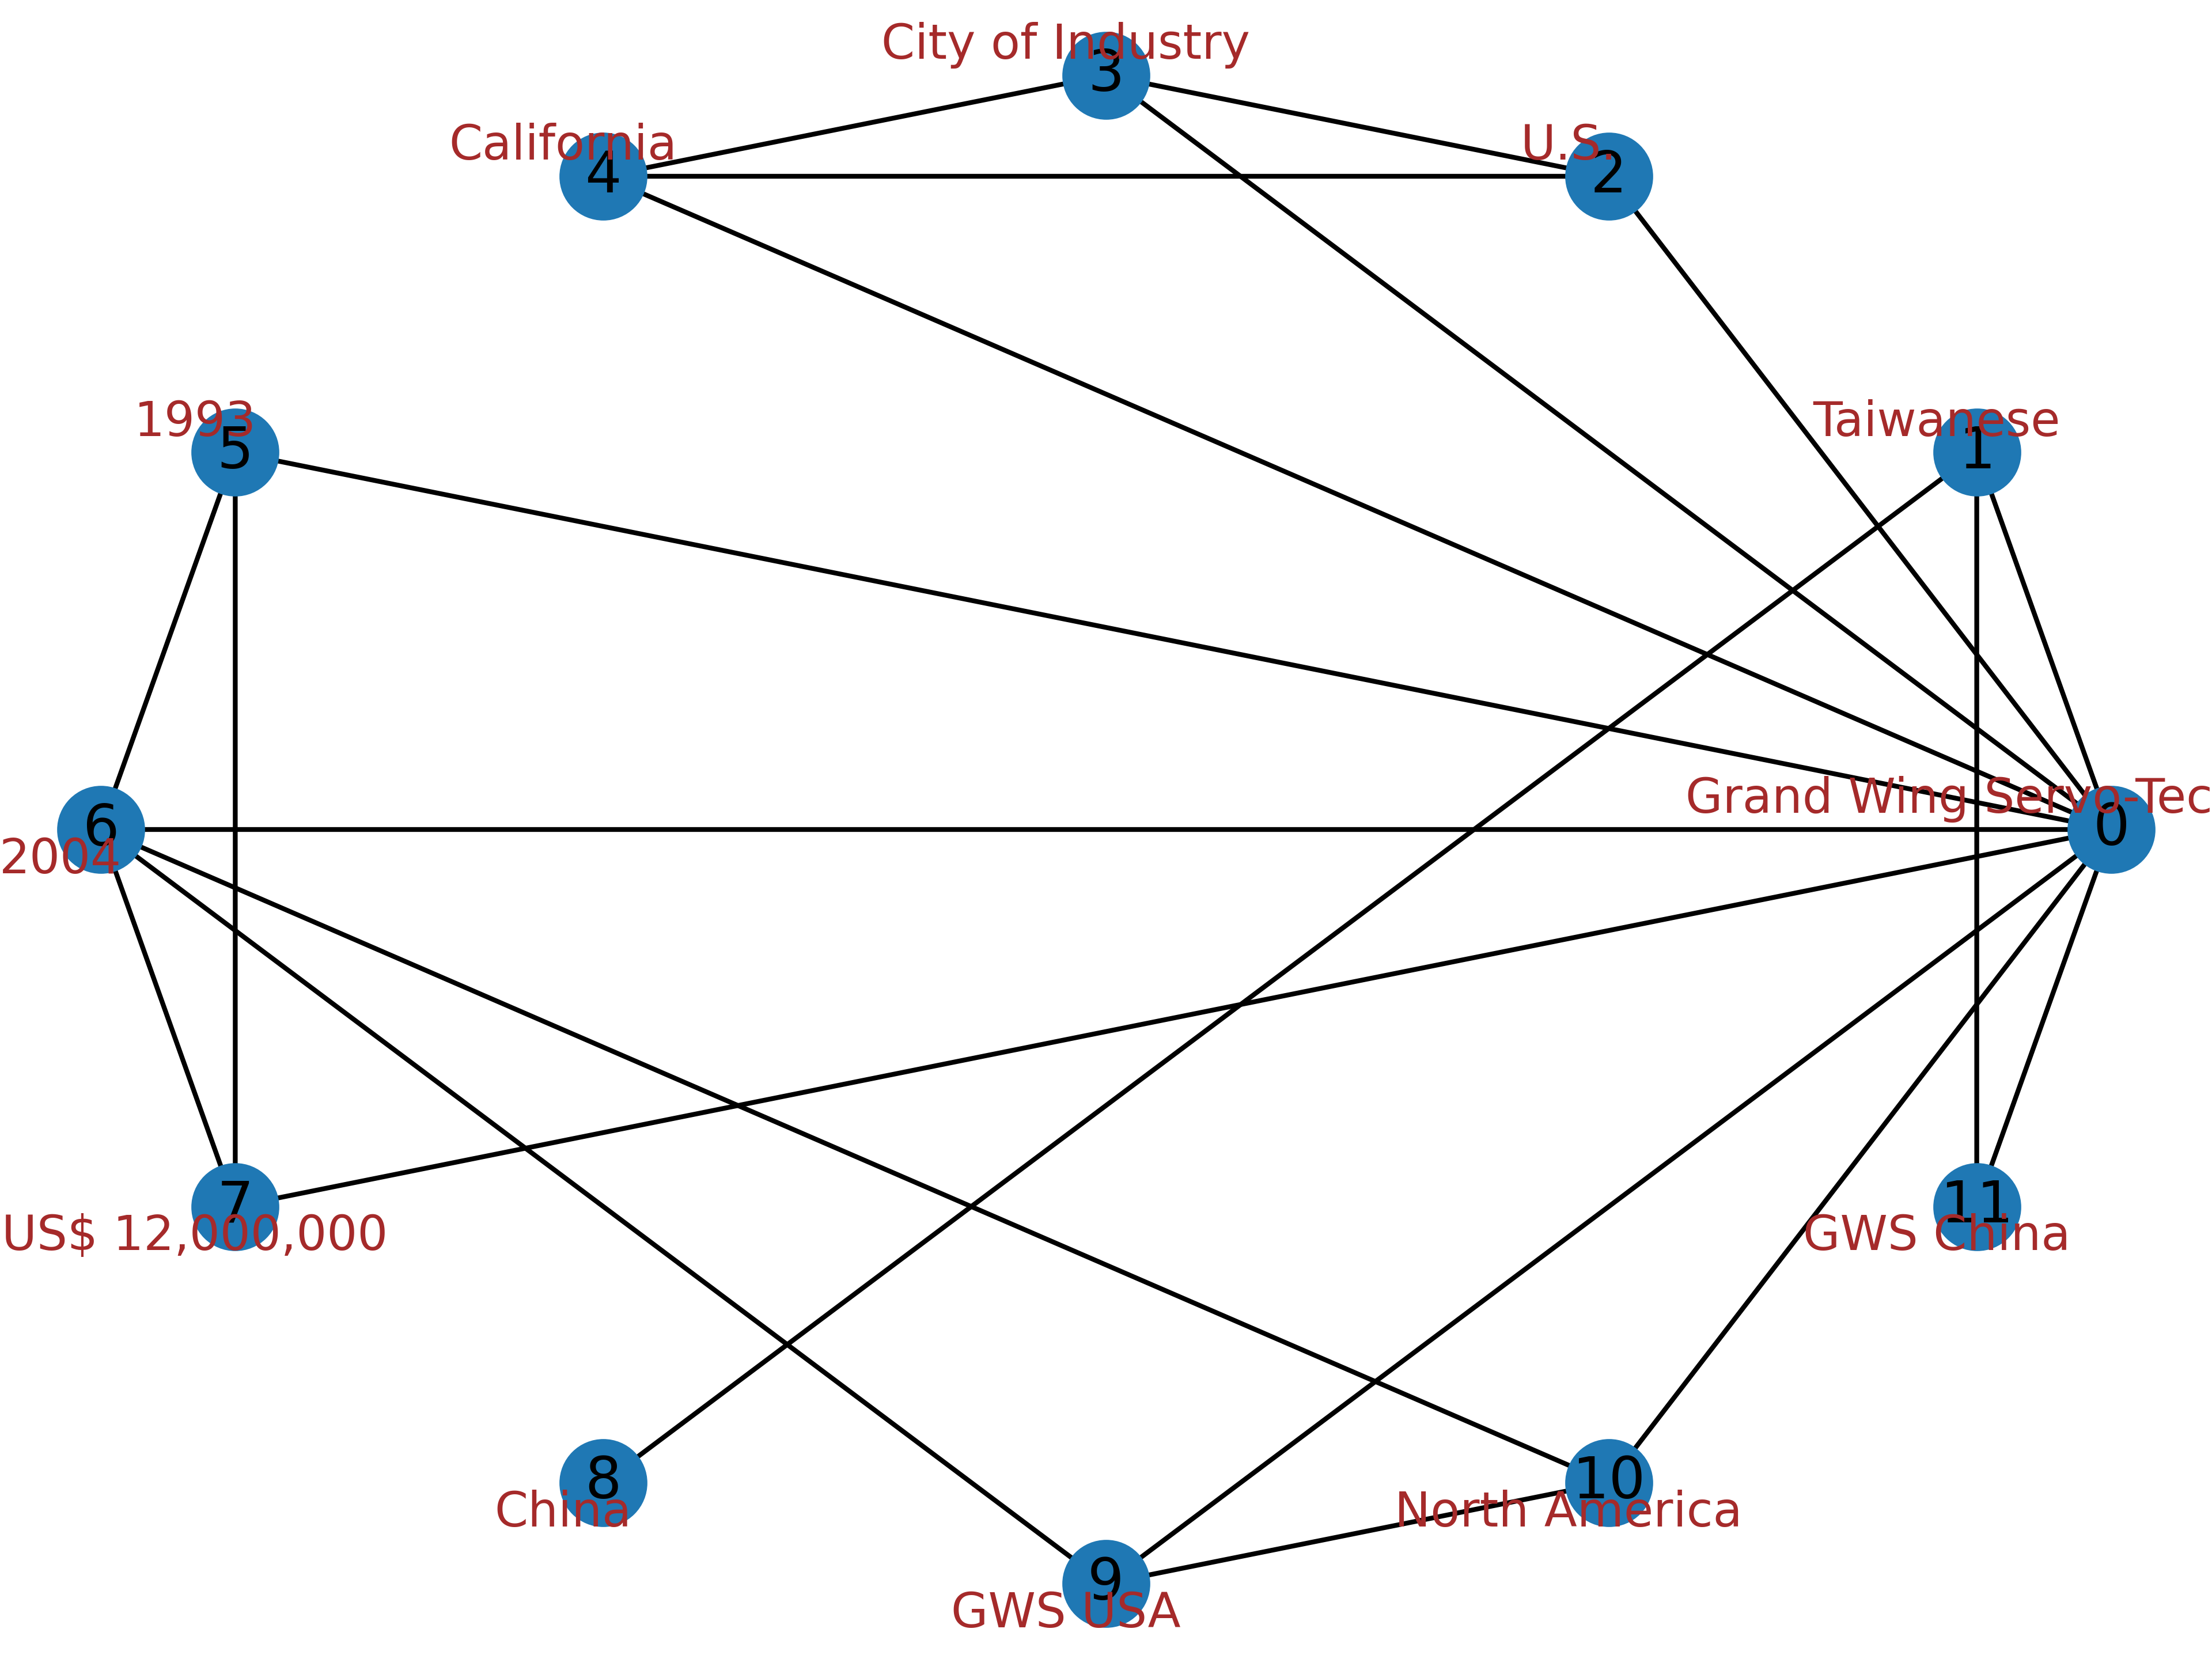 City of Industry
3
California
4
U.S.
2
1993
5
Taiwanese
1
Grand Wing Servo-Tec
0
6
2004
7
US$ 12,000,000
11
GWS China
8
China
10
North America
9
GWS USA